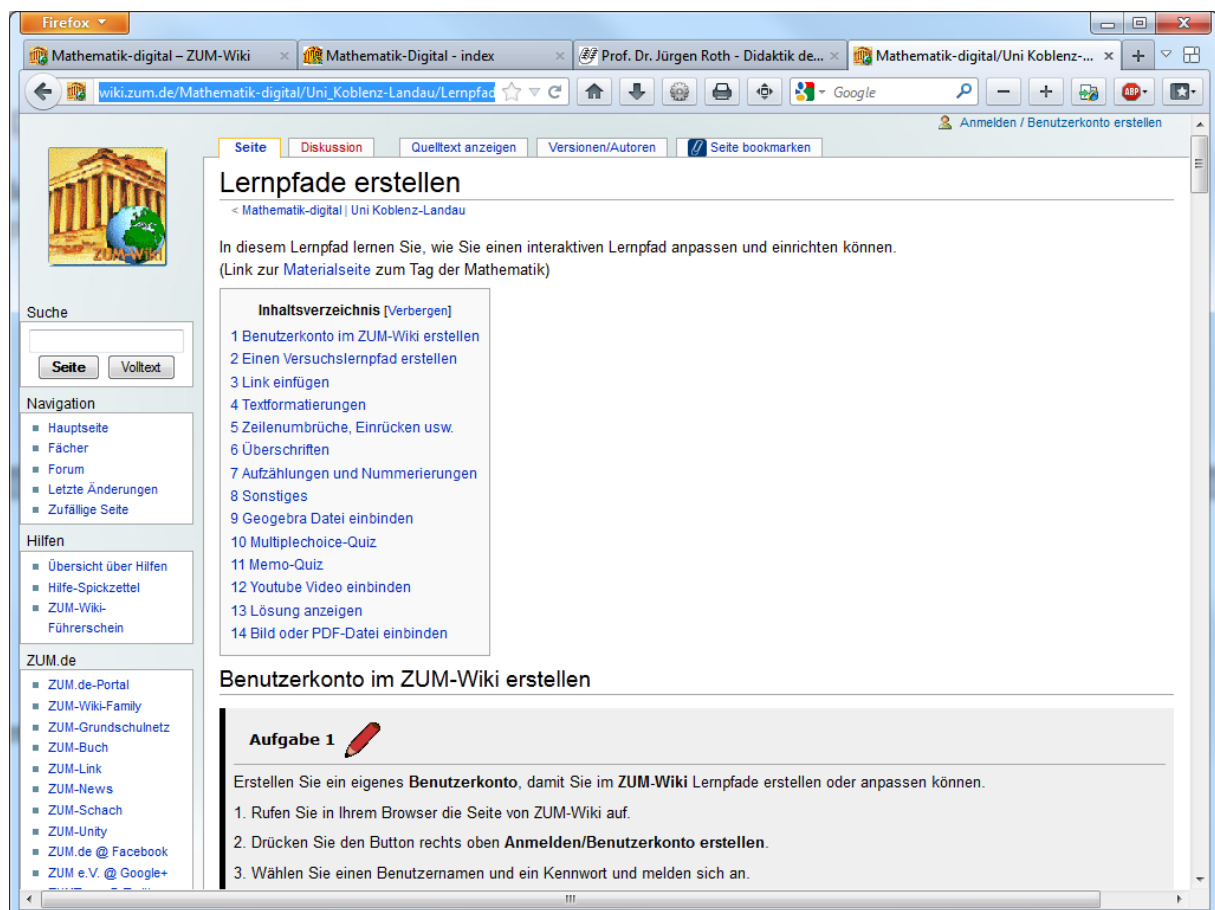 Firefox
Mathematik-digital – ZUM-Wiki
Mathematik-Digital - index
Prof. Dr. Jürgen Roth - Didaktik de...
Mathematik-digital/Uni Koblenz-...
wiki.zum.de/Mathematik-digital/Uni_Koblenz-Landau/Lernpfad
Google
ABP
Anmelden / Benutzerkonto erstellen
Seite
Diskussion
Quelltext anzeigen
Versionen/Autoren
Seite bookmarken
ZUM-Wiki
Lernpfade erstellen
< Mathematik-digital | Uni Koblenz-Landau
In diesem Lernpfad lernen Sie, wie Sie einen interaktiven Lernpfad anpassen und einrichten können.
(Link zur Materialseite zum Tag der Mathematik)
Suche
Seite
Volltext
Navigation
Hauptseite
Fächer
Forum
Letzte Änderungen
Zufällige Seite
Hilfen
Übersicht über Hilfen
Hilfe-Spickzettel
ZUM-Wiki-
Führerschein
ZUM.de
ZUM.de-Portal
ZUM-Wiki-Family
ZUM-Grundschulnetz
ZUM-Buch
ZUM-Link
ZUM-News
ZUM-Schach
ZUM-Unity
ZUM.de @ Facebook
ZUM e.V. @ Google+
Inhaltsverzeichnis [Verbergen]
1 Benutzerkonto im ZUM-Wiki erstellen
2 Einen Versuchslernpfad erstellen
3 Link einfügen
4 Textformatierungen
5 Zeilenumbrüche, Einrücken usw.
6 Überschriften
7 Aufzählungen und Nummerierungen
8 Sonstiges
9 Geogebra Datei einbinden
10 Multiplechoice-Quiz
11 Memo-Quiz
12 Youtube Video einbinden
13 Lösung anzeigen
14 Bild oder PDF-Datei einbinden
Benutzerkonto im ZUM-Wiki erstellen
Aufgabe 1
Erstellen Sie ein eigenes Benutzerkonto, damit Sie im ZUM-Wiki Lernpfade erstellen oder anpassen können.
1. Rufen Sie in Ihrem Browser die Seite von ZUM-Wiki auf.
2. Drücken Sie den Button rechts oben Anmelden/Benutzerkonto erstellen.
3. Wählen Sie einen Benutzernamen und ein Kennwort und melden sich an.